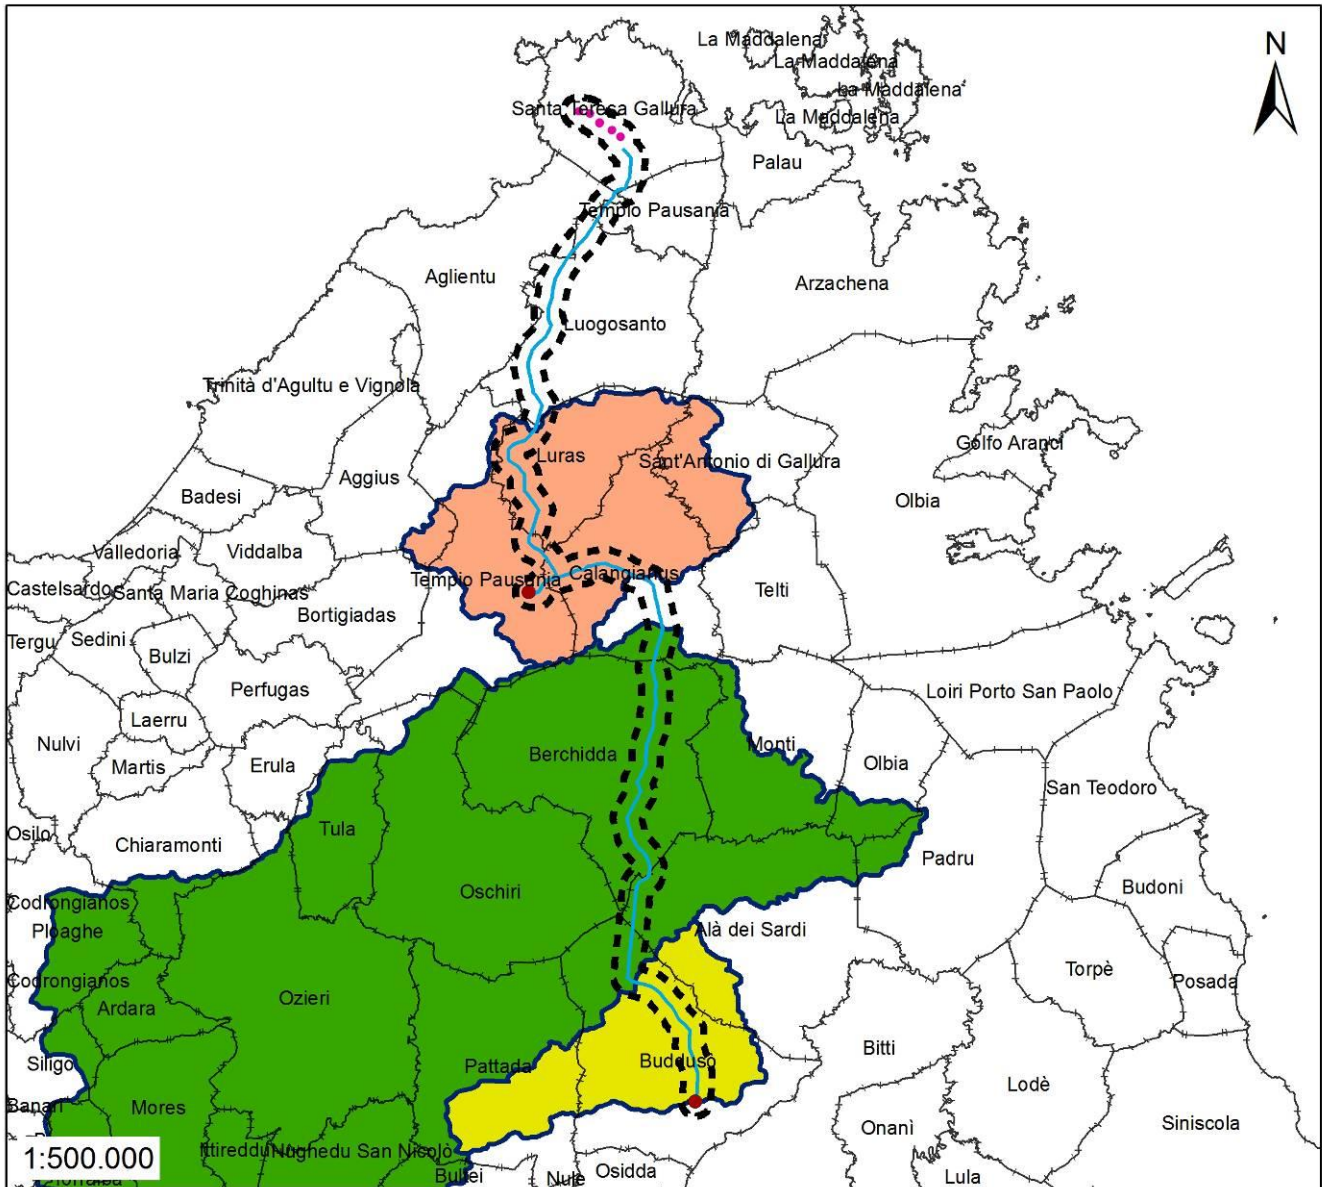 N
La Maddalena
La Maddalena
La Maddalena
Santa Teresa Gallura
La Maddalena
Palau
Tempio Pausania
Aglientu
Arzachena
Luogosanto
Trinità d'Agultu e Vignola
Golfo Aranci
Luras
Sant'Antonio di Gallura
Aggius
Badesi
Olbia
Valledoria
Viddalba
Tempio Pausania
Calangianus
Castelsardo
Santa Maria Coghinas
Telti
Bortigiadas
Tergu
Sedini
Bulzi
Perfugas
Loiri Porto San Paolo
Laerru
Nulvi
Berchidda
Monti
Martis
Erula
Olbia
San Teodoro
Osilo
Tula
Chiaramonti
Padru
Budoni
Oschiri
Codrongianos
Ploaghe
Alà dei Sardi
Torpè
Codrongianos
Posada
Ardara
Ozieri
Bitti
Siligo
Pattada
Buddusò
Lodè
Banari
Mores
Siniscola
Onanì
Ittireddu
Nughedu San Nicolò
1:500.000
Bultei
Nule
Osidda
Lula